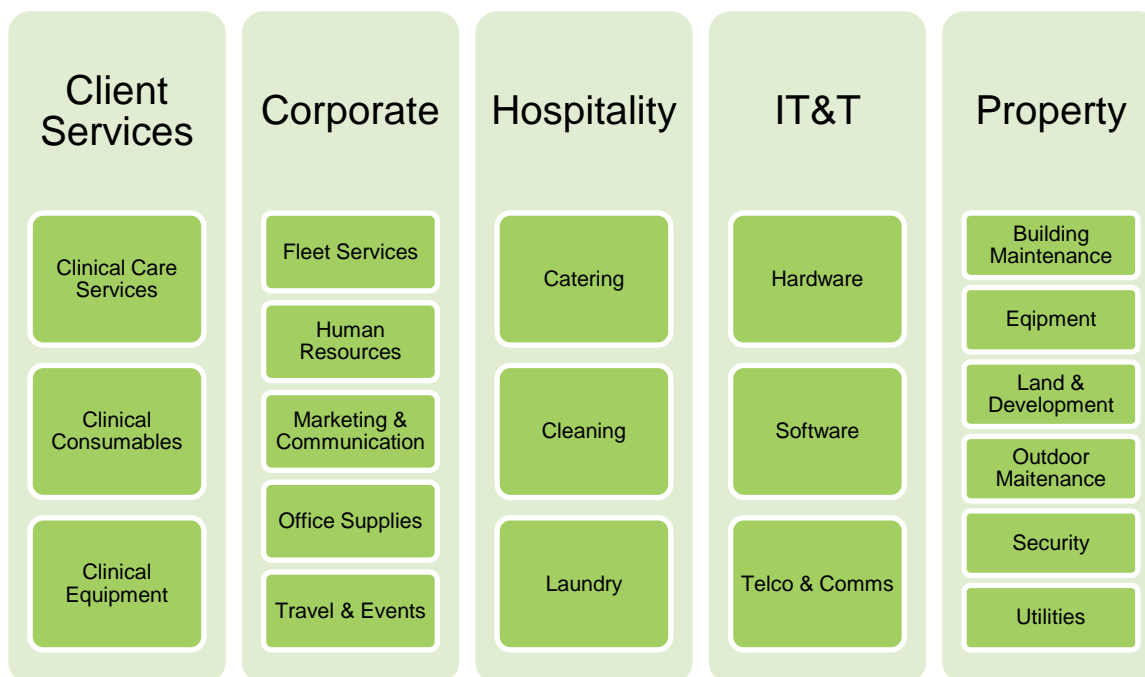 Client
Services
Clinical Care
Services
Clinical
Consumables
Clinical
Equipment
Corporate
Fleet Services
Human
Resources
Marketing &
Communication
Office Supplies
Travel & Events
Hospitality
Catering
Cleaning
Laundry
IT&T
Hardware
Software
Telco & Comms
Property
Building
Maintenance
Eqipment
Land &
Development
Outdoor
Maitenance
Security
Utilities